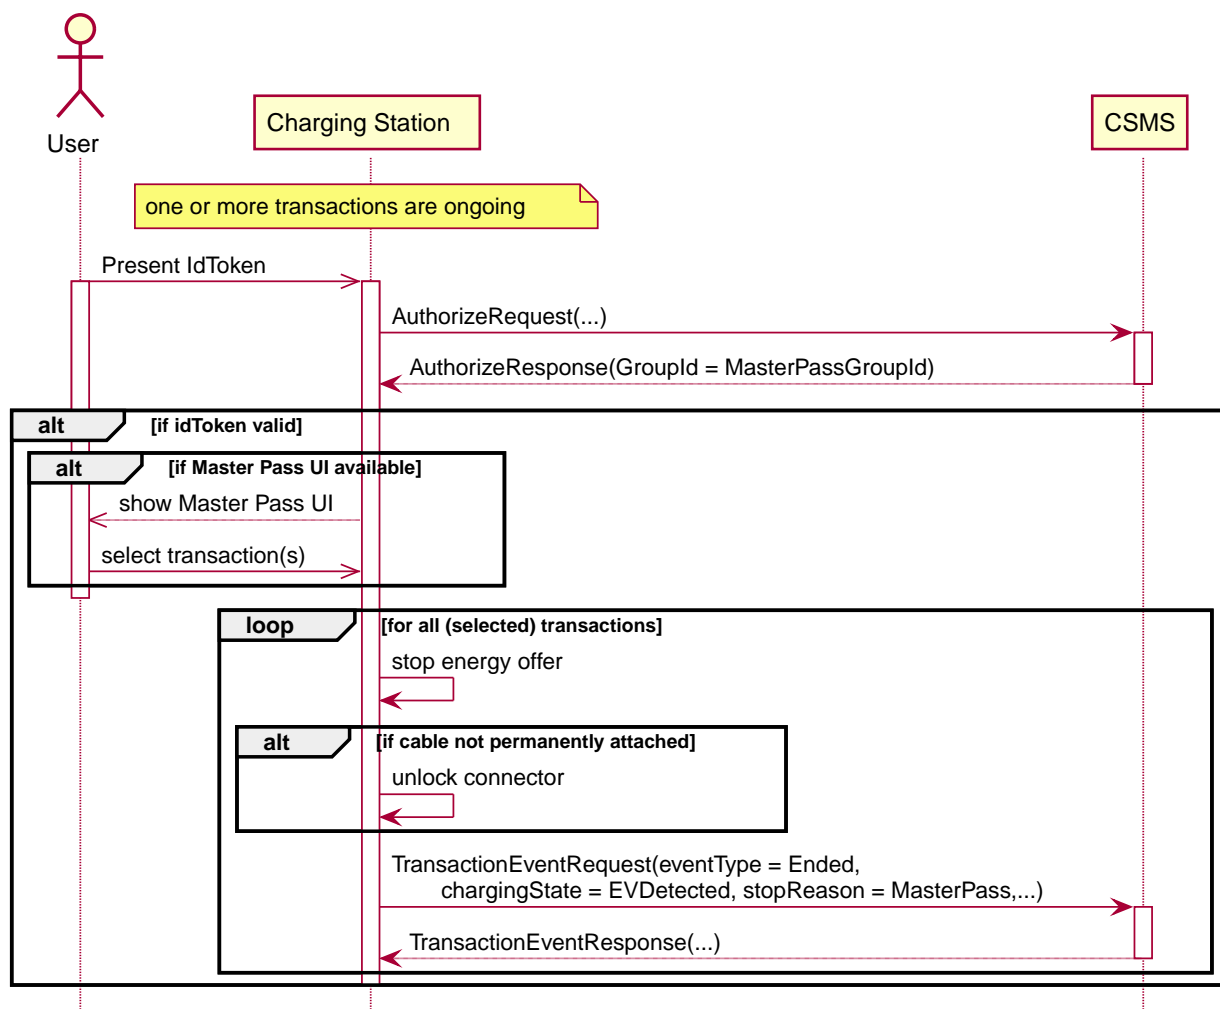 User
Charging Station
CSMS
one or more transactions are ongoing
Present IdToken
AuthorizeRequest(...)
AuthorizeResponse(GroupId = MasterPassGroupId)
alt [if idToken valid]
alt [if Master Pass UI available]
show Master Pass UI
select transaction(s)
loop [for all (selected) transactions]
stop energy offer
alt [if cable not permanently attached]
unlock connector
TransactionEventRequest(eventType = Ended,
chargingState = EVDetected, stopReason = MasterPass,...)
TransactionEventResponse(...)